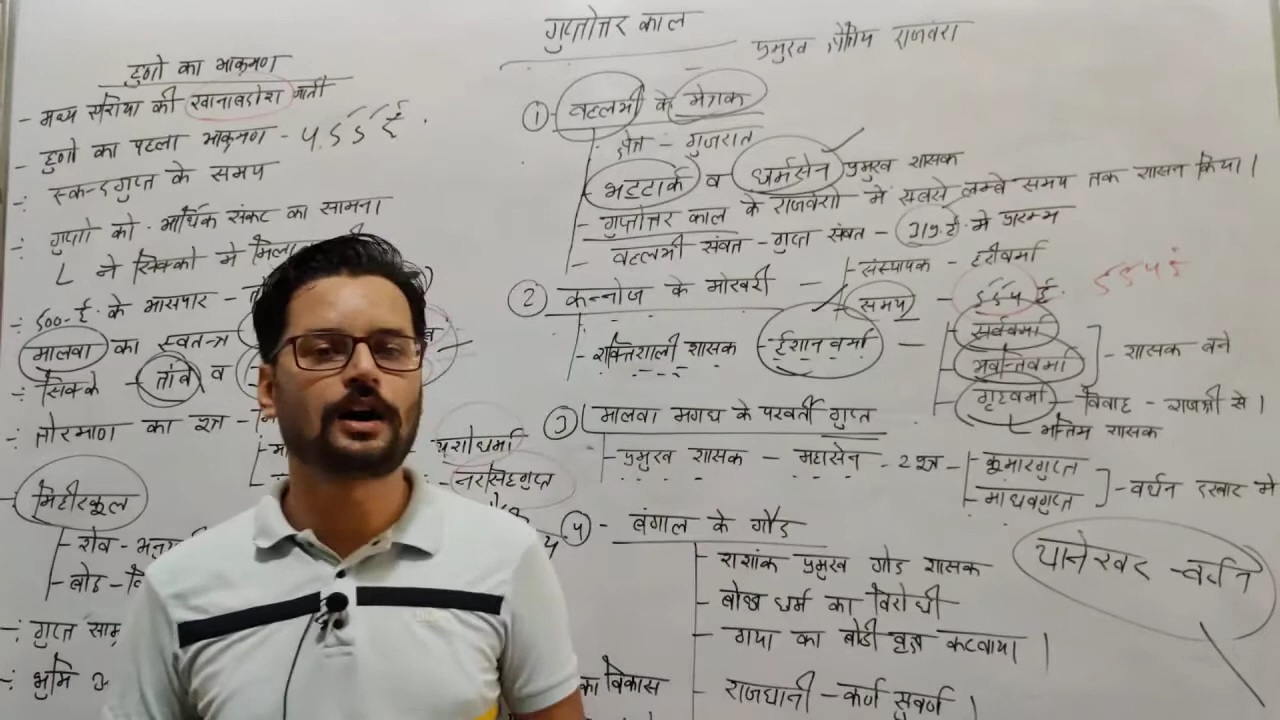 गुप्तोत्तर काल
प्रमुख क्षेत्रिय राजवंश
हुणो का आक्रमण
- मध्य एशिया की खानाबदोश जाती
- हुणो का पहला आक्रमण - 455 ई.
स्कन्दगुप्त के समय
गुप्तो को आर्थिक संकट का सामना
ने सिक्को मे मिला
500 ई. के आसपास -
मालवा का स्वतन्त्र
सिक्के - तांबे व
तोरमाण का पुत्र -
यशोधर्मा
नरसिंहगुप्त
मिहीरकुल
- शैव -
- बौद्ध -
गुप्त साम्
भुमि
का विकास
① वल्लभी के मैत्रक
क्षेत्र - गुजरात
- भट्टार्क व धर्मसेन प्रमुख शासक
- गुप्तोत्तर काल के राजवंशो मे सबसे लम्बे समय तक शासन किया।
- वल्लभी संवत - गुप्त संवत - 319 ई. मे प्रारम्भ
② कन्नोज के मोखरी
- संस्थापक - हरीवर्मा
समय - 554 ई. 554 ई
- शक्तिशाली शासक ईशान वर्मा
- सर्ववर्मा
- अवन्तिवर्मा - शासक बने
- गृहवर्मा - विवाह - राजश्री से।
अन्तिम शासक
③ मालवा मगध के परवर्ती गुप्त
- प्रमुख शासक - महासेन - 2 पुत्र - कुमारगुप्त
- माधवगुप्त - वर्धन दरबार मे
④ - बंगाल के गौड
- शशांक प्रमुख गोड शासक
- बोद्ध धर्म का विरोधी
- गया का बोधी वृक्ष कटवाया।
- राजधानी - कर्ण सुवर्ण।
थानेश्वर - वर्धन